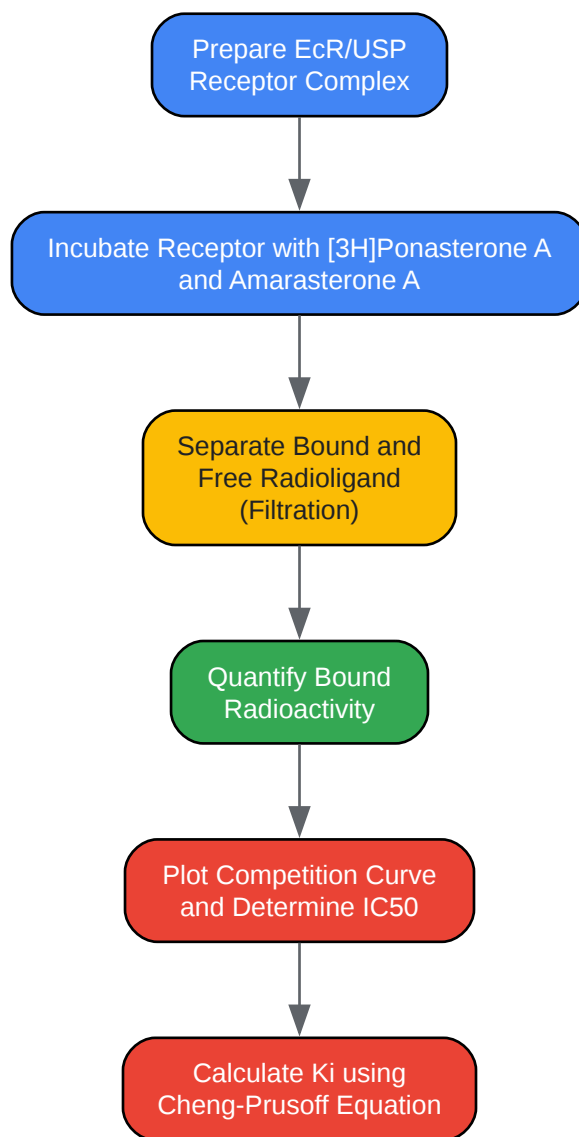 Prepare EcR/USP
Receptor Complex
Incubate Receptor with [3H]Ponasterone A
and Amarasterone A
Separate Bound and
Free Radioligand
(Filtration)
Quantify Bound
Radioactivity
Plot Competition Curve
and Determine IC50
Calculate Ki using
Cheng-Prusoff Equation